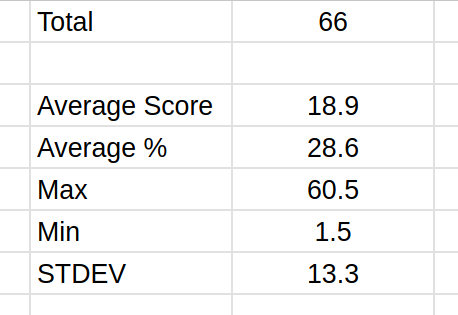 Total 66
Average Score 18.9
Average % 28.6
Max 60.5
Min 1.5
STDEV 13.3